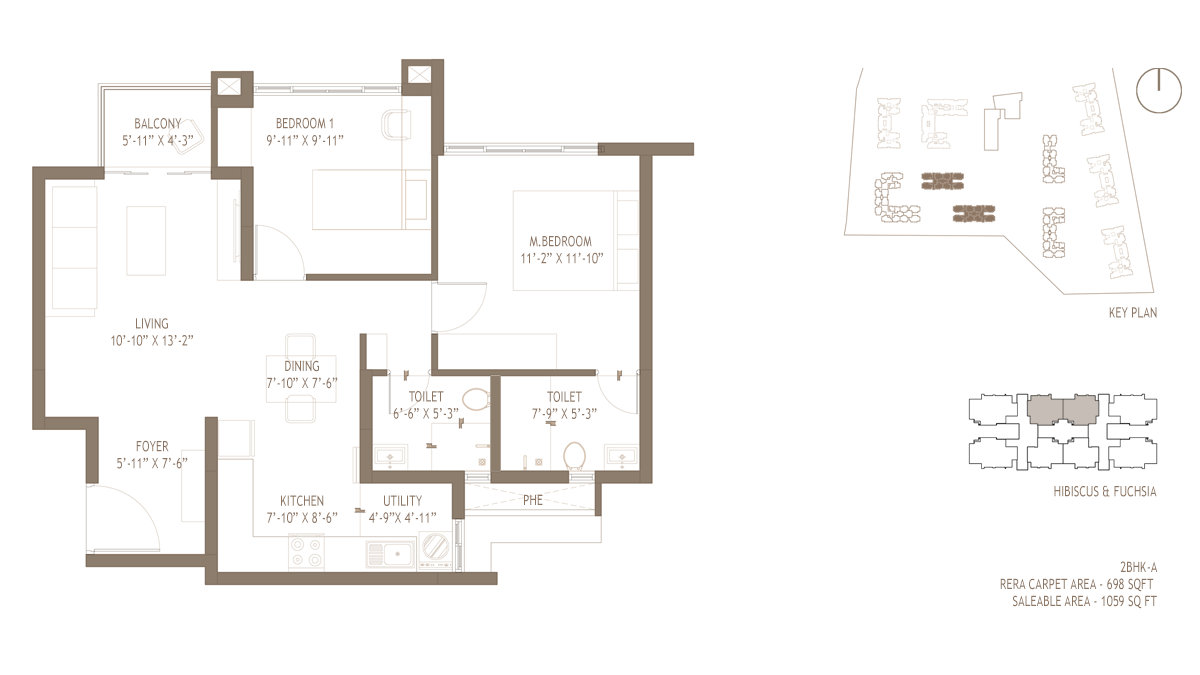 BALCONY
5'-11" X 4'-3"
BEDROOM 1
9'-11" X 9'-11"
M.BEDROOM
11'-2" X 11'-10"
LIVING
10'-10" X 13'-2"
DINING
7'-10" X 7'-6"
TOILET
6'-6" X 5'-3"
TOILET
7'-9" X 5'-3"
FOYER
5'-11" X 7'-6"
KITCHEN
7'-10" X 8'-6"
UTILITY
4'-9"X 4'-11"
PHE
KEY PLAN
HIBISCUS & FUCHSIA
2BHK-A
RERA CARPET AREA - 698 SQFT
SALEABLE AREA - 1059 SQ FT